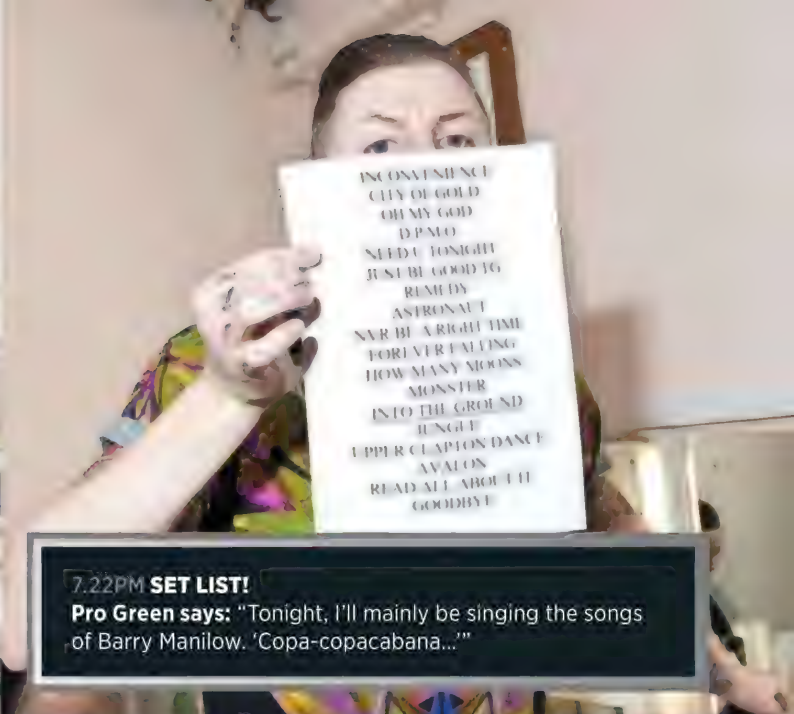 INCONVENIENCE
CITY OF GOLD
OH MY GOD
D.P.M.O
NEED U TONIGHT
JUST BE GOOD TO
REMEDY
ASTRONAUT
NVR BE A RIGHT TIME
FOREVER FALLING
HOW MANY MOONS
MONSTER
INTO THE GROUND
JUNGLE
UPPER CLAPTON DANCE
AVALON
READ ALL ABOUT IT
GOODBYE
7.22PM SET LIST!
Pro Green says: “Tonight, I’ll mainly be singing the songs
of Barry Manilow. ‘Copa-copacabana...’”